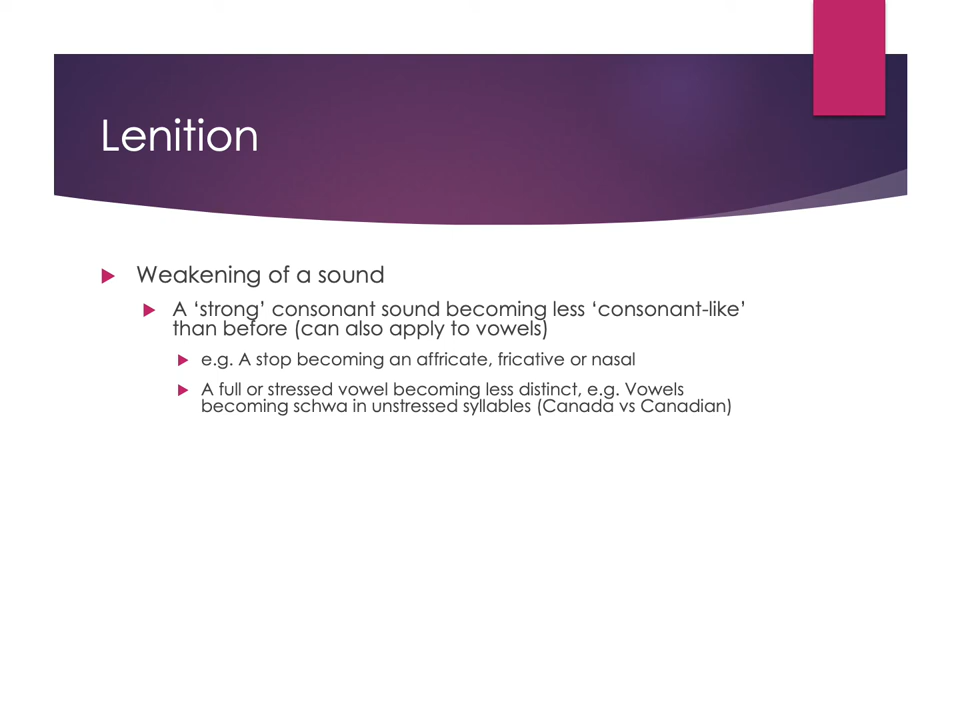 Lenition
Weakening of a sound
A ‘strong’ consonant sound becoming less ‘consonant-like’
than before (can also apply to vowels)
e.g. A stop becoming an affricate, fricative or nasal
A full or stressed vowel becoming less distinct, e.g. Vowels
becoming schwa in unstressed syllables (Canada vs Canadian)